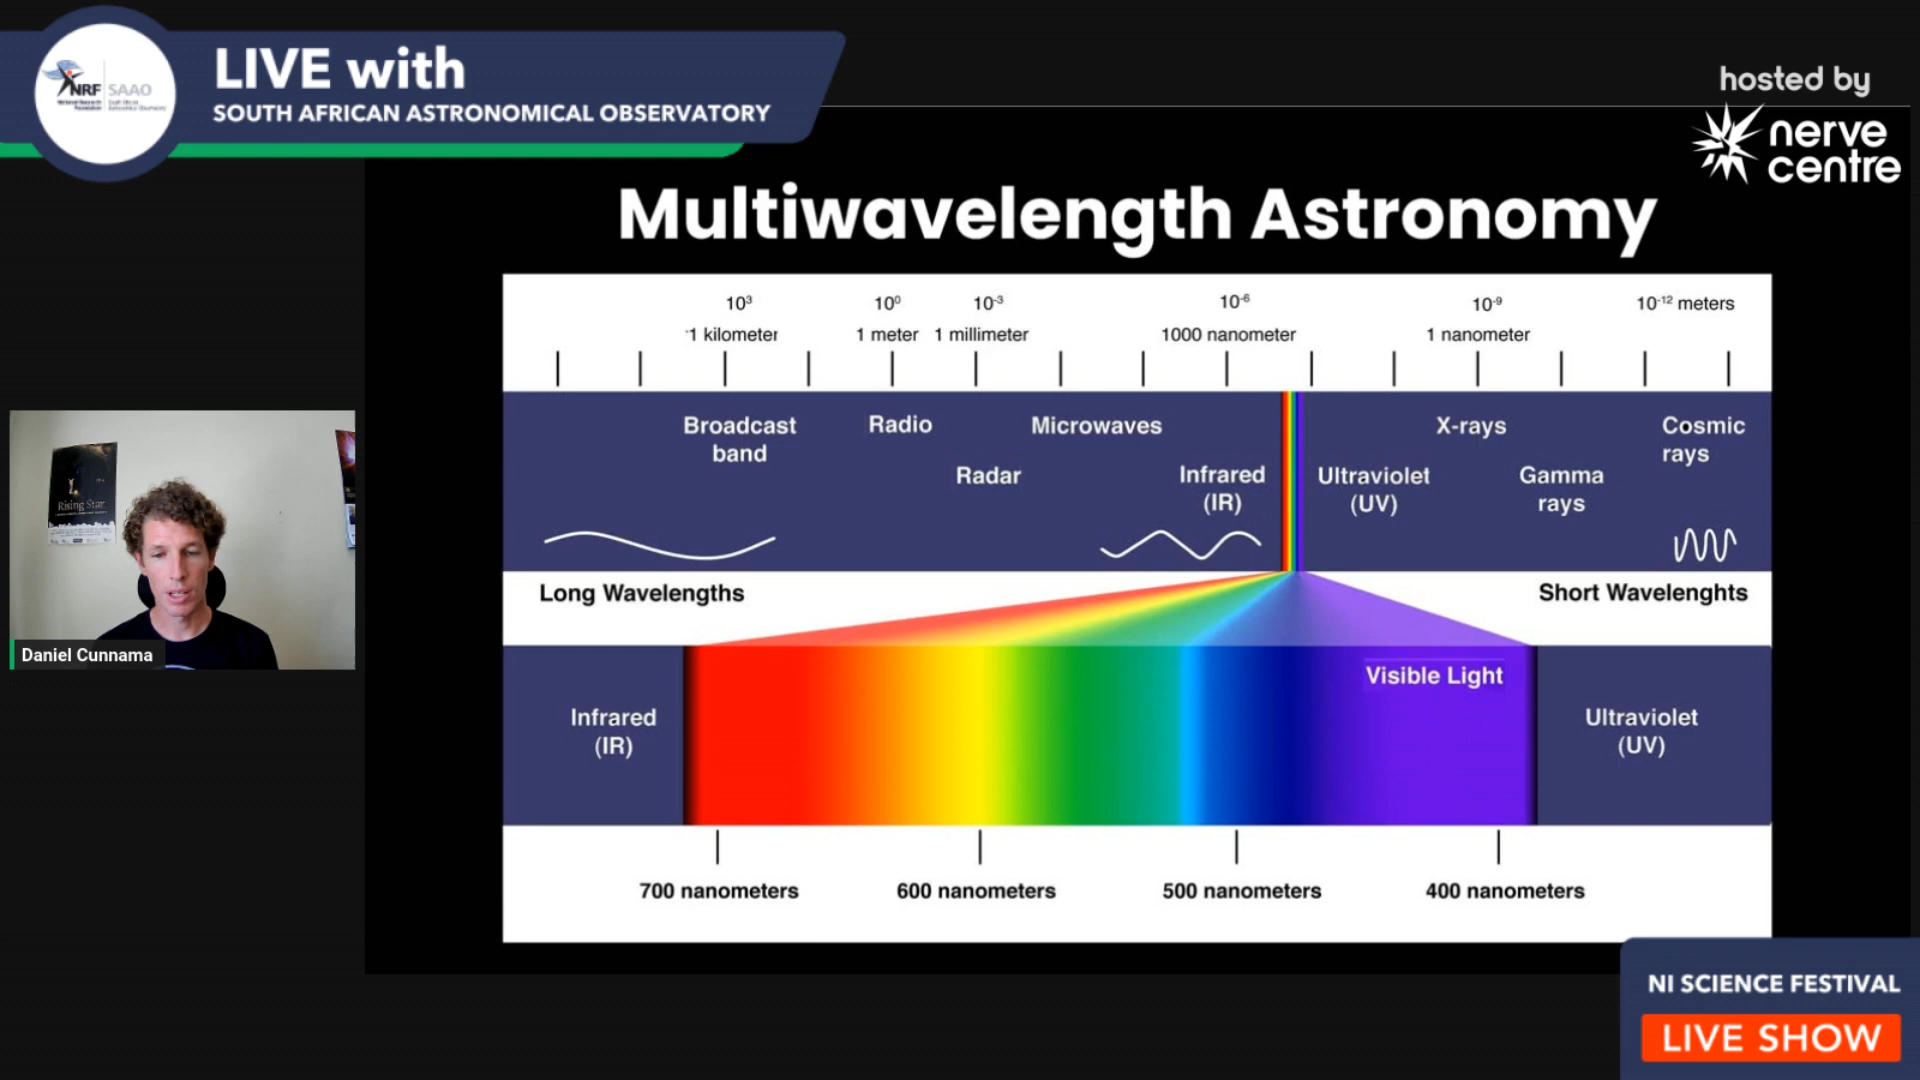 LIVE with
NRF SAAO
SOUTH AFRICAN ASTRONOMICAL OBSERVATORY
hosted by
nerve
centre
Multiwavelength Astronomy
10³ 10⁰ 10⁻³ 10⁻⁶ 10⁻⁹ 10⁻¹² meters
1 kilometer 1 meter 1 millimeter 1000 nanometer 1 nanometer
Broadcast
band
Radio
Radar
Microwaves
Infrared
(IR)
Ultraviolet
(UV)
X-rays
Gamma
rays
Cosmic
rays
Long Wavelengths
Short Wavelenghts
Visible Light
Infrared
(IR)
Ultraviolet
(UV)
700 nanometers 600 nanometers 500 nanometers 400 nanometers
Rising Star
Daniel Cunnama
NI SCIENCE FESTIVAL
LIVE SHOW